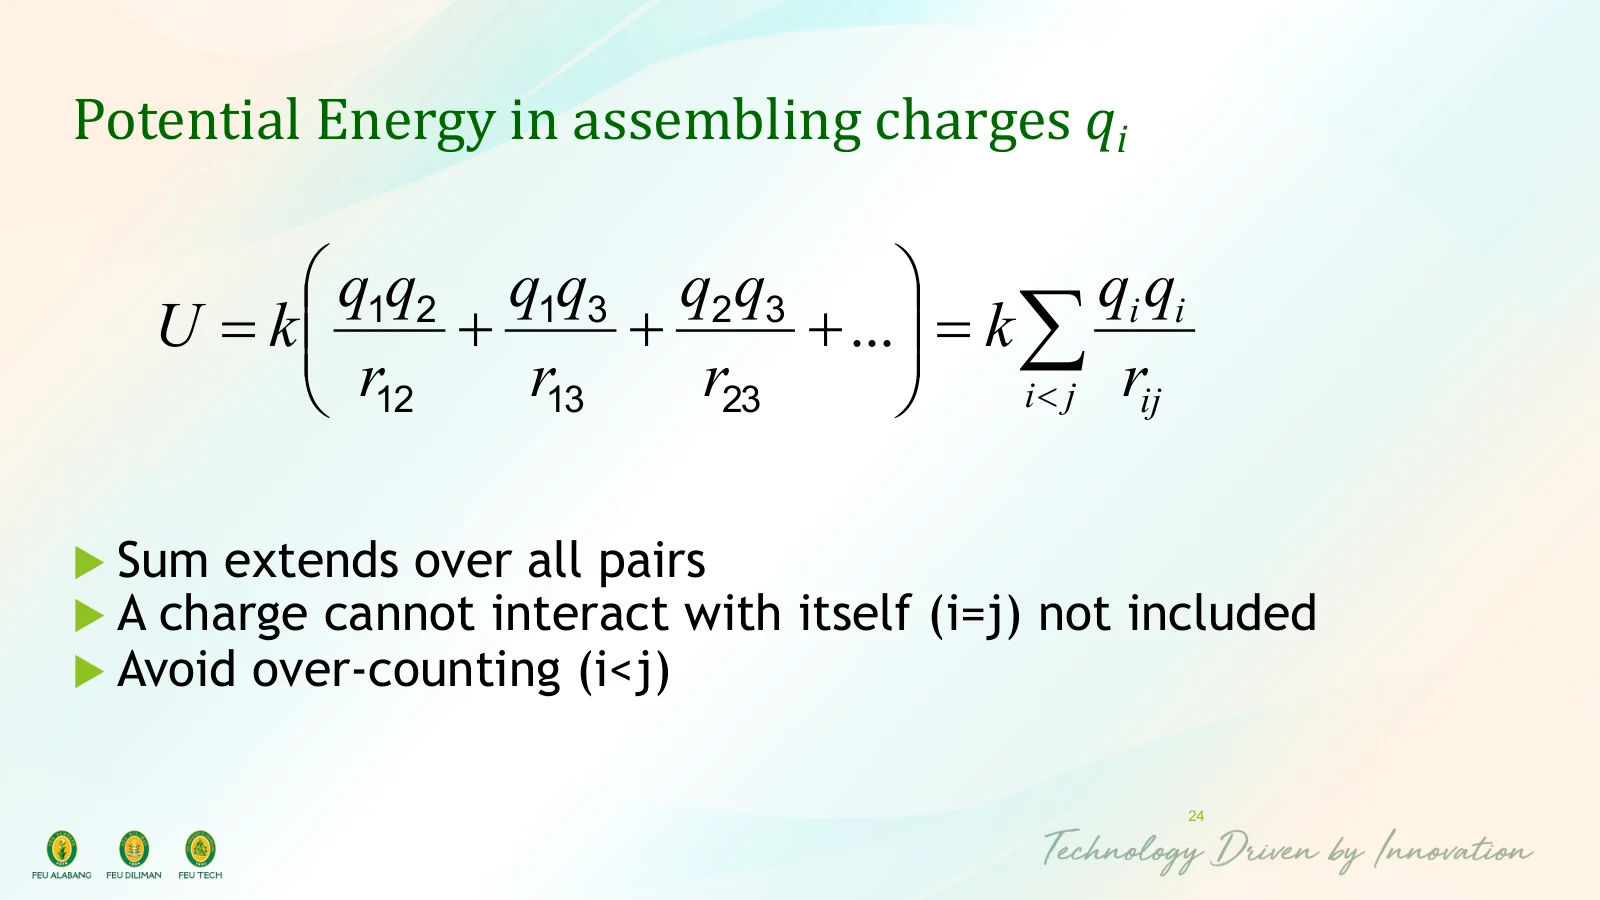 Potential Energy in assembling charges qᵢ
U = k( q₁q₂/r₁₂ + q₁q₃/r₁₃ + q₂q₃/r₂₃ + ... ) = k ∑_{i<j} qᵢqᵢ/r_{ij}
Sum extends over all pairs
A charge cannot interact with itself (i=j) not included
Avoid over-counting (i<j)
24
Technology Driven by Innovation
FEU ALABANG FEU DILIMAN FEU TECH